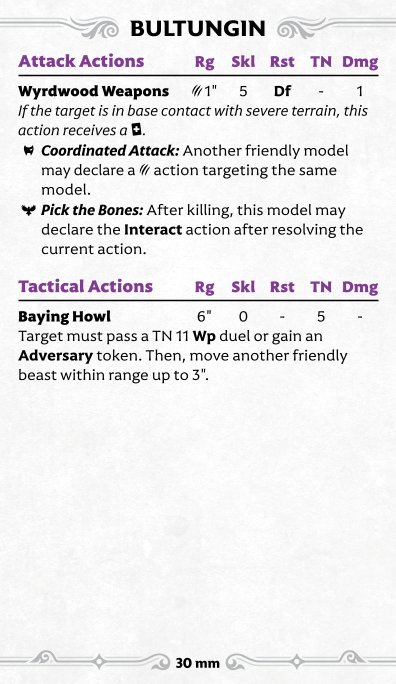 BULTUNGIN
Attack Actions Rg Skl Rst TN Dmg
Wyrdwood Weapons 1" 5 Df - 1
If the target is in base contact with severe terrain, this
action receives a .
Coordinated Attack: Another friendly model
may declare a action targeting the same
model.
Pick the Bones: After killing, this model may
declare the Interact action after resolving the
current action.
Tactical Actions Rg Skl Rst TN Dmg
Baying Howl 6" 0 - 5 -
Target must pass a TN 11 Wp duel or gain an
Adversary token. Then, move another friendly
beast within range up to 3".
30 mm